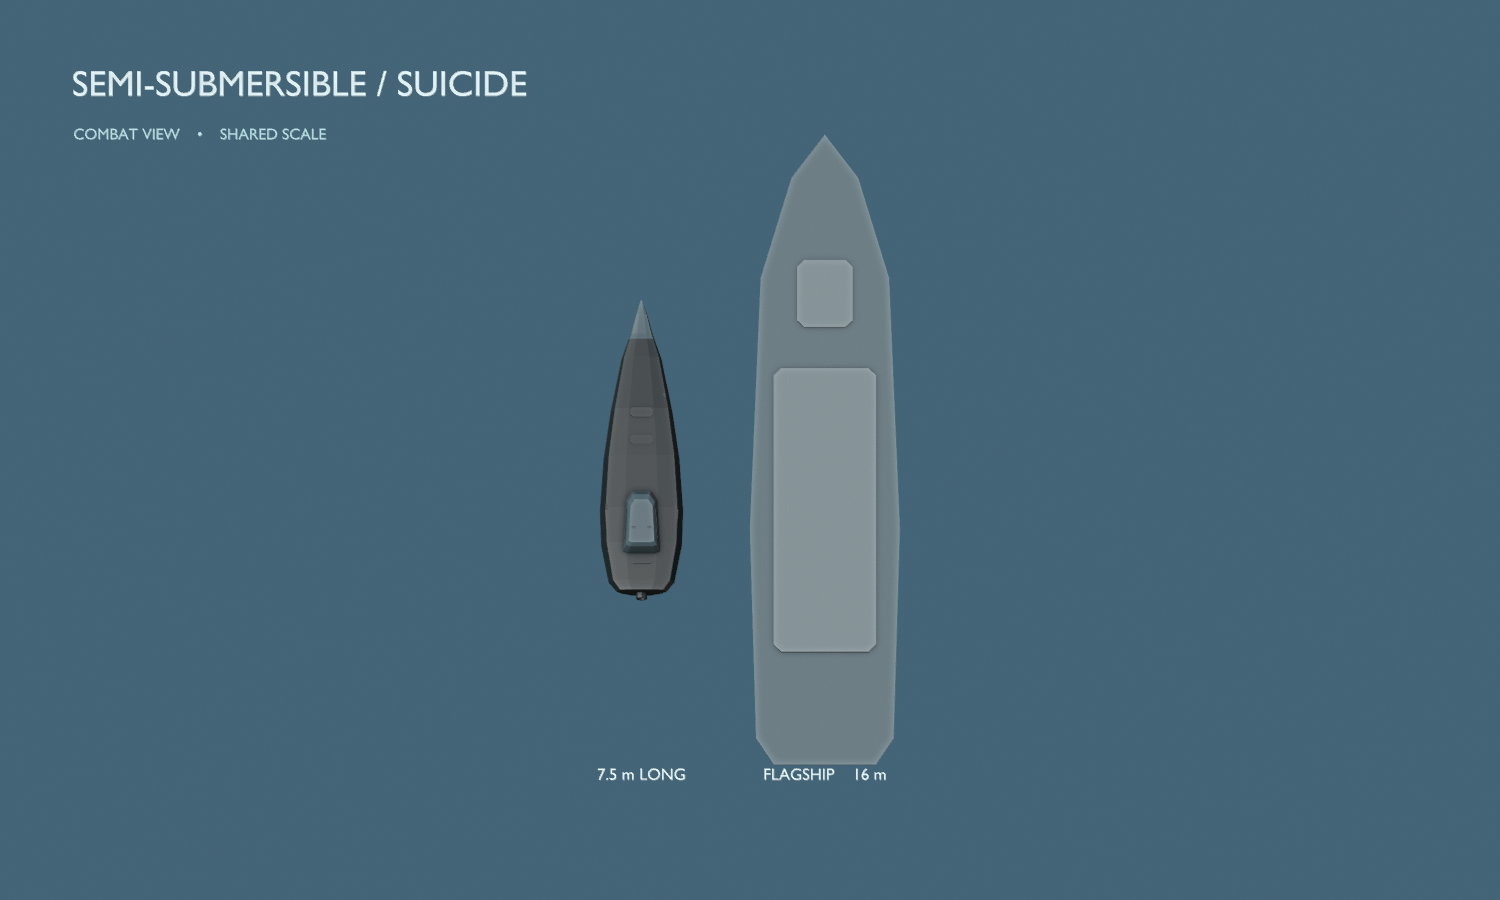 SEMI-SUBMERSIBLE / SUICIDE
COMBAT VIEW • SHARED SCALE
7.5 m LONG
FLAGSHIP 16 m